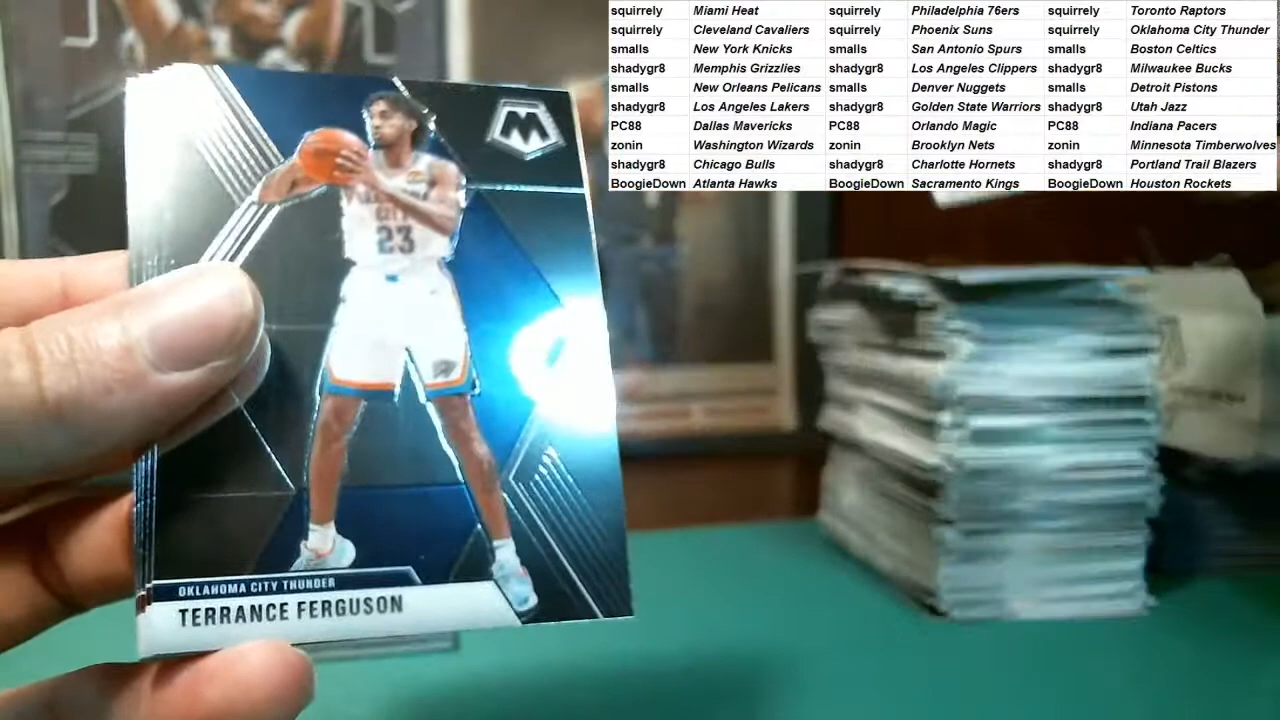 squirrely Miami Heat squirrely Philadelphia 76ers squirrely Toronto Raptors
squirrely Cleveland Cavaliers squirrely Phoenix Suns squirrely Oklahoma City Thunder
smalls New York Knicks smalls San Antonio Spurs smalls Boston Celtics
shadygr8 Memphis Grizzlies shadygr8 Los Angeles Clippers shadygr8 Milwaukee Bucks
smalls New Orleans Pelicans smalls Denver Nuggets smalls Detroit Pistons
shadygr8 Los Angeles Lakers shadygr8 Golden State Warriors shadygr8 Utah Jazz
PC88 Dallas Mavericks PC88 Orlando Magic PC88 Indiana Pacers
zonin Washington Wizards zonin Brooklyn Nets zonin Minnesota Timberwolves
shadygr8 Chicago Bulls shadygr8 Charlotte Hornets shadygr8 Portland Trail Blazers
BoogieDown Atlanta Hawks BoogieDown Sacramento Kings BoogieDown Houston Rockets
M
CITY
23
OKLAHOMA CITY THUNDER
TERRANCE FERGUSON